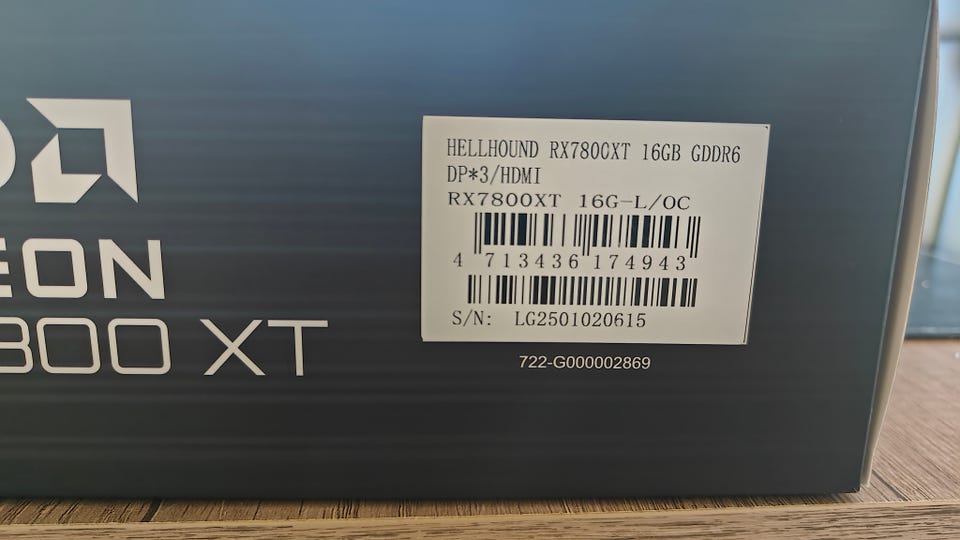 EON
800 XT
HELLHOUND RX7800XT 16GB GDDR6
DP*3/HDMI
RX7800XT 16G-L/OC
4 713436 174943
S/N: LG2501020615
722-G000002869